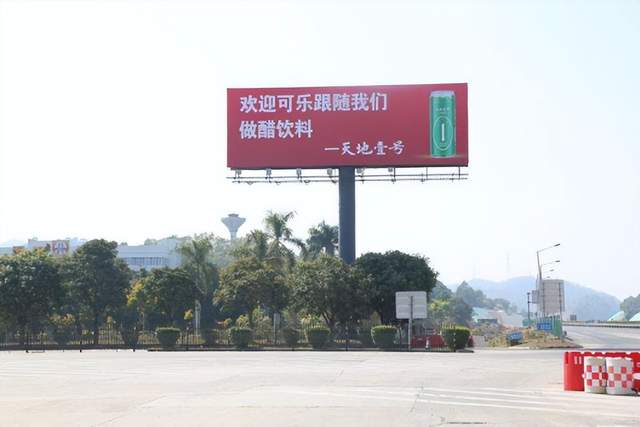 欢迎可乐跟随我们
做醋饮料
—天地壹号